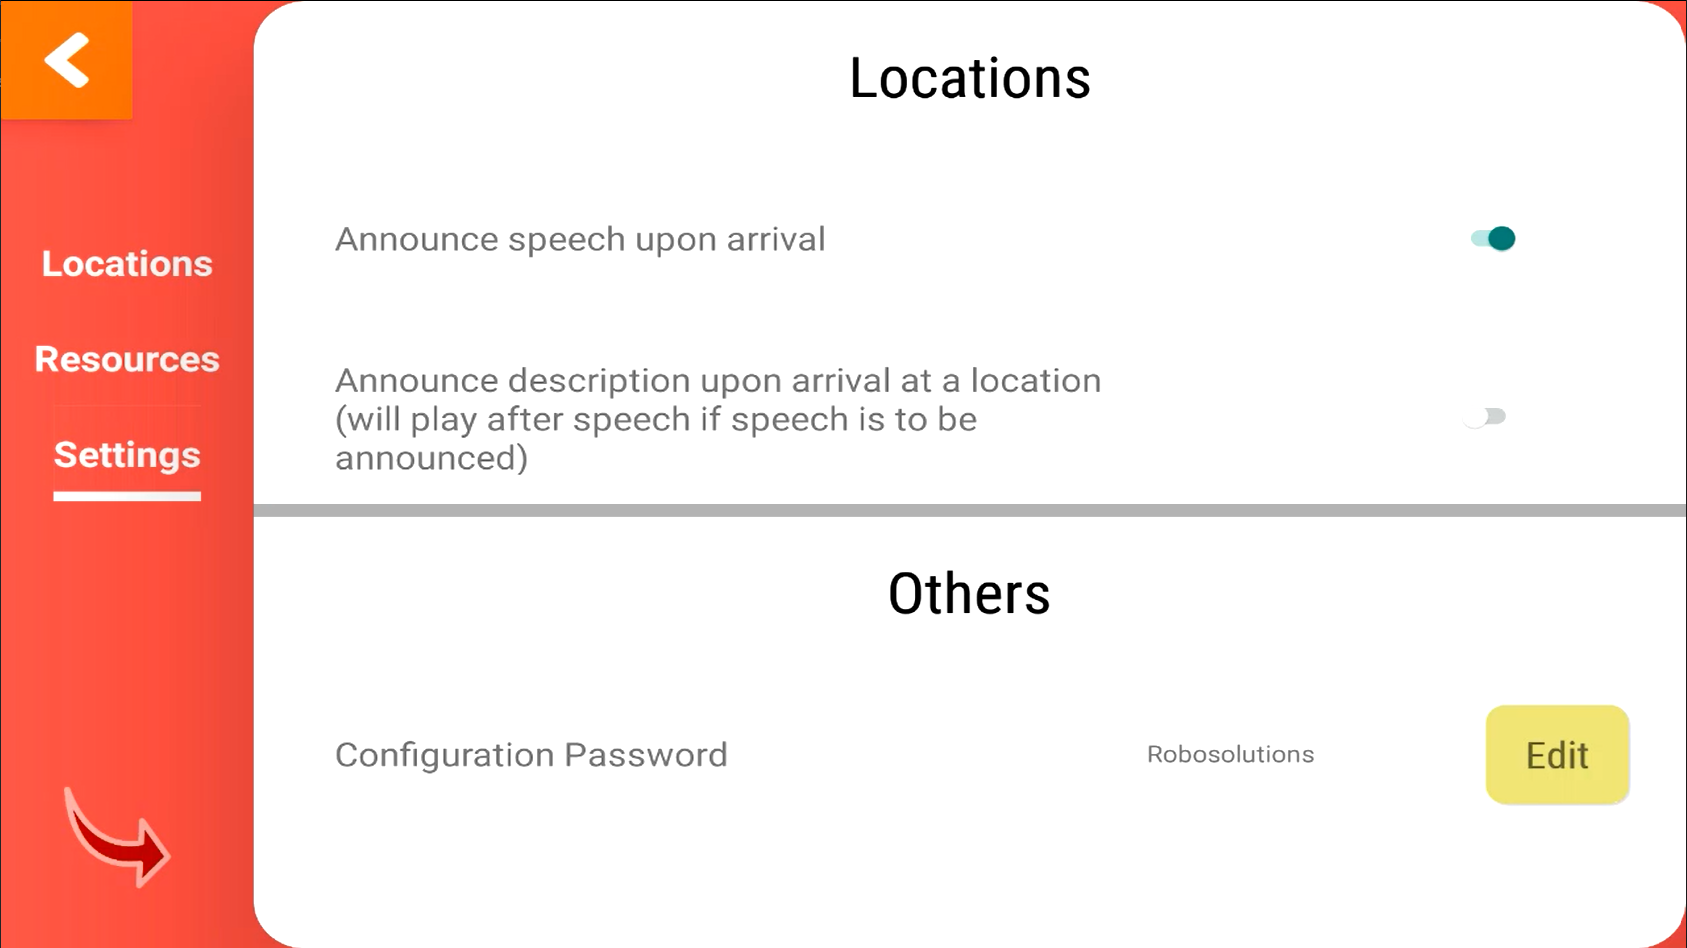 Locations
Locations
Resources
Settings
Announce speech upon arrival
Announce description upon arrival at a location
(will play after speech if speech is to be
announced)
Others
Configuration Password
Robosolutions
Edit